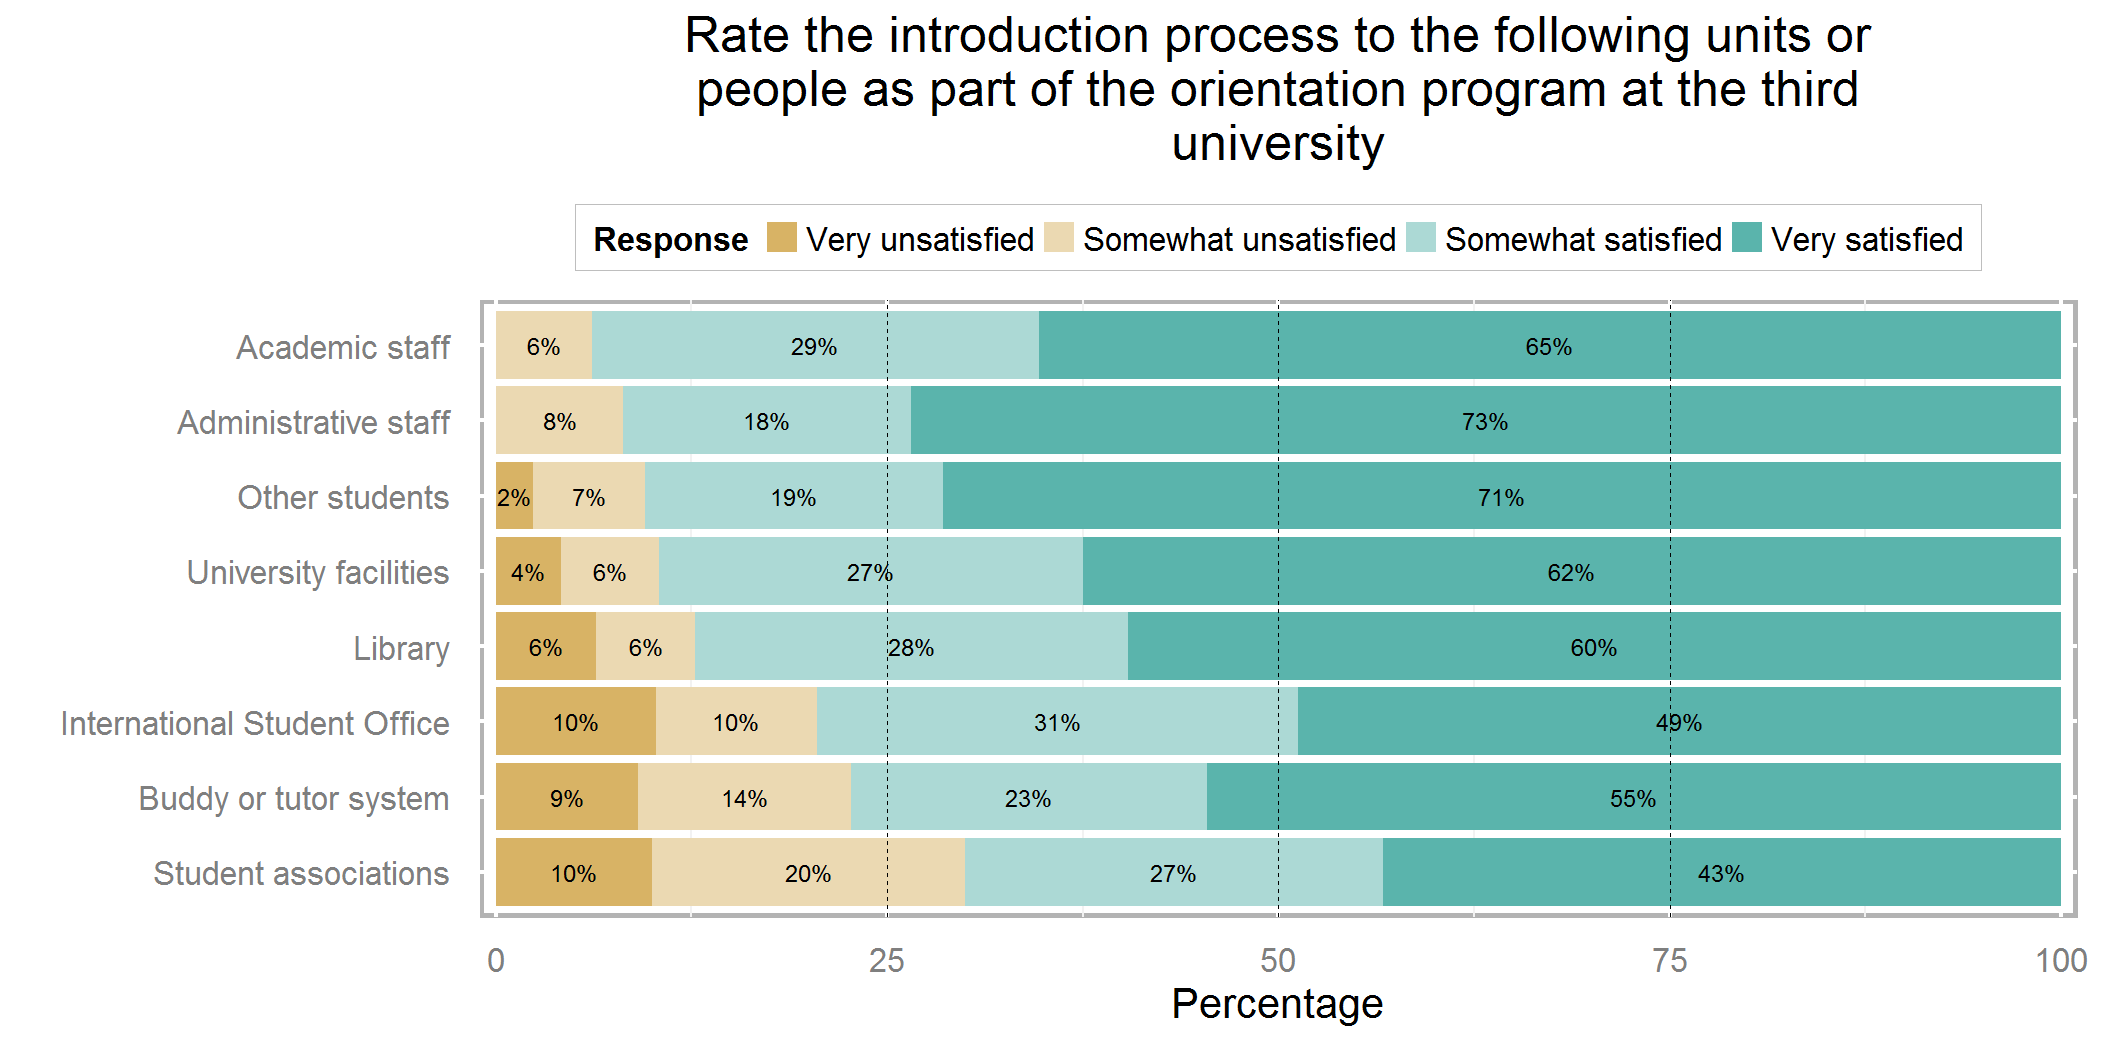 Rate the introduction process to the following units or
people as part of the orientation program at the third
university
Response Very unsatisfied Somewhat unsatisfied Somewhat satisfied Very satisfied
Academic staff 6% 29% 65%
Administrative staff 8% 18% 73%
Other students 2% 7% 19% 71%
University facilities 4% 6% 27% 62%
Library 6% 6% 28% 60%
International Student Office 10% 10% 31% 49%
Buddy or tutor system 9% 14% 23% 55%
Student associations 10% 20% 27% 43%
0 25 50 75 100
Percentage